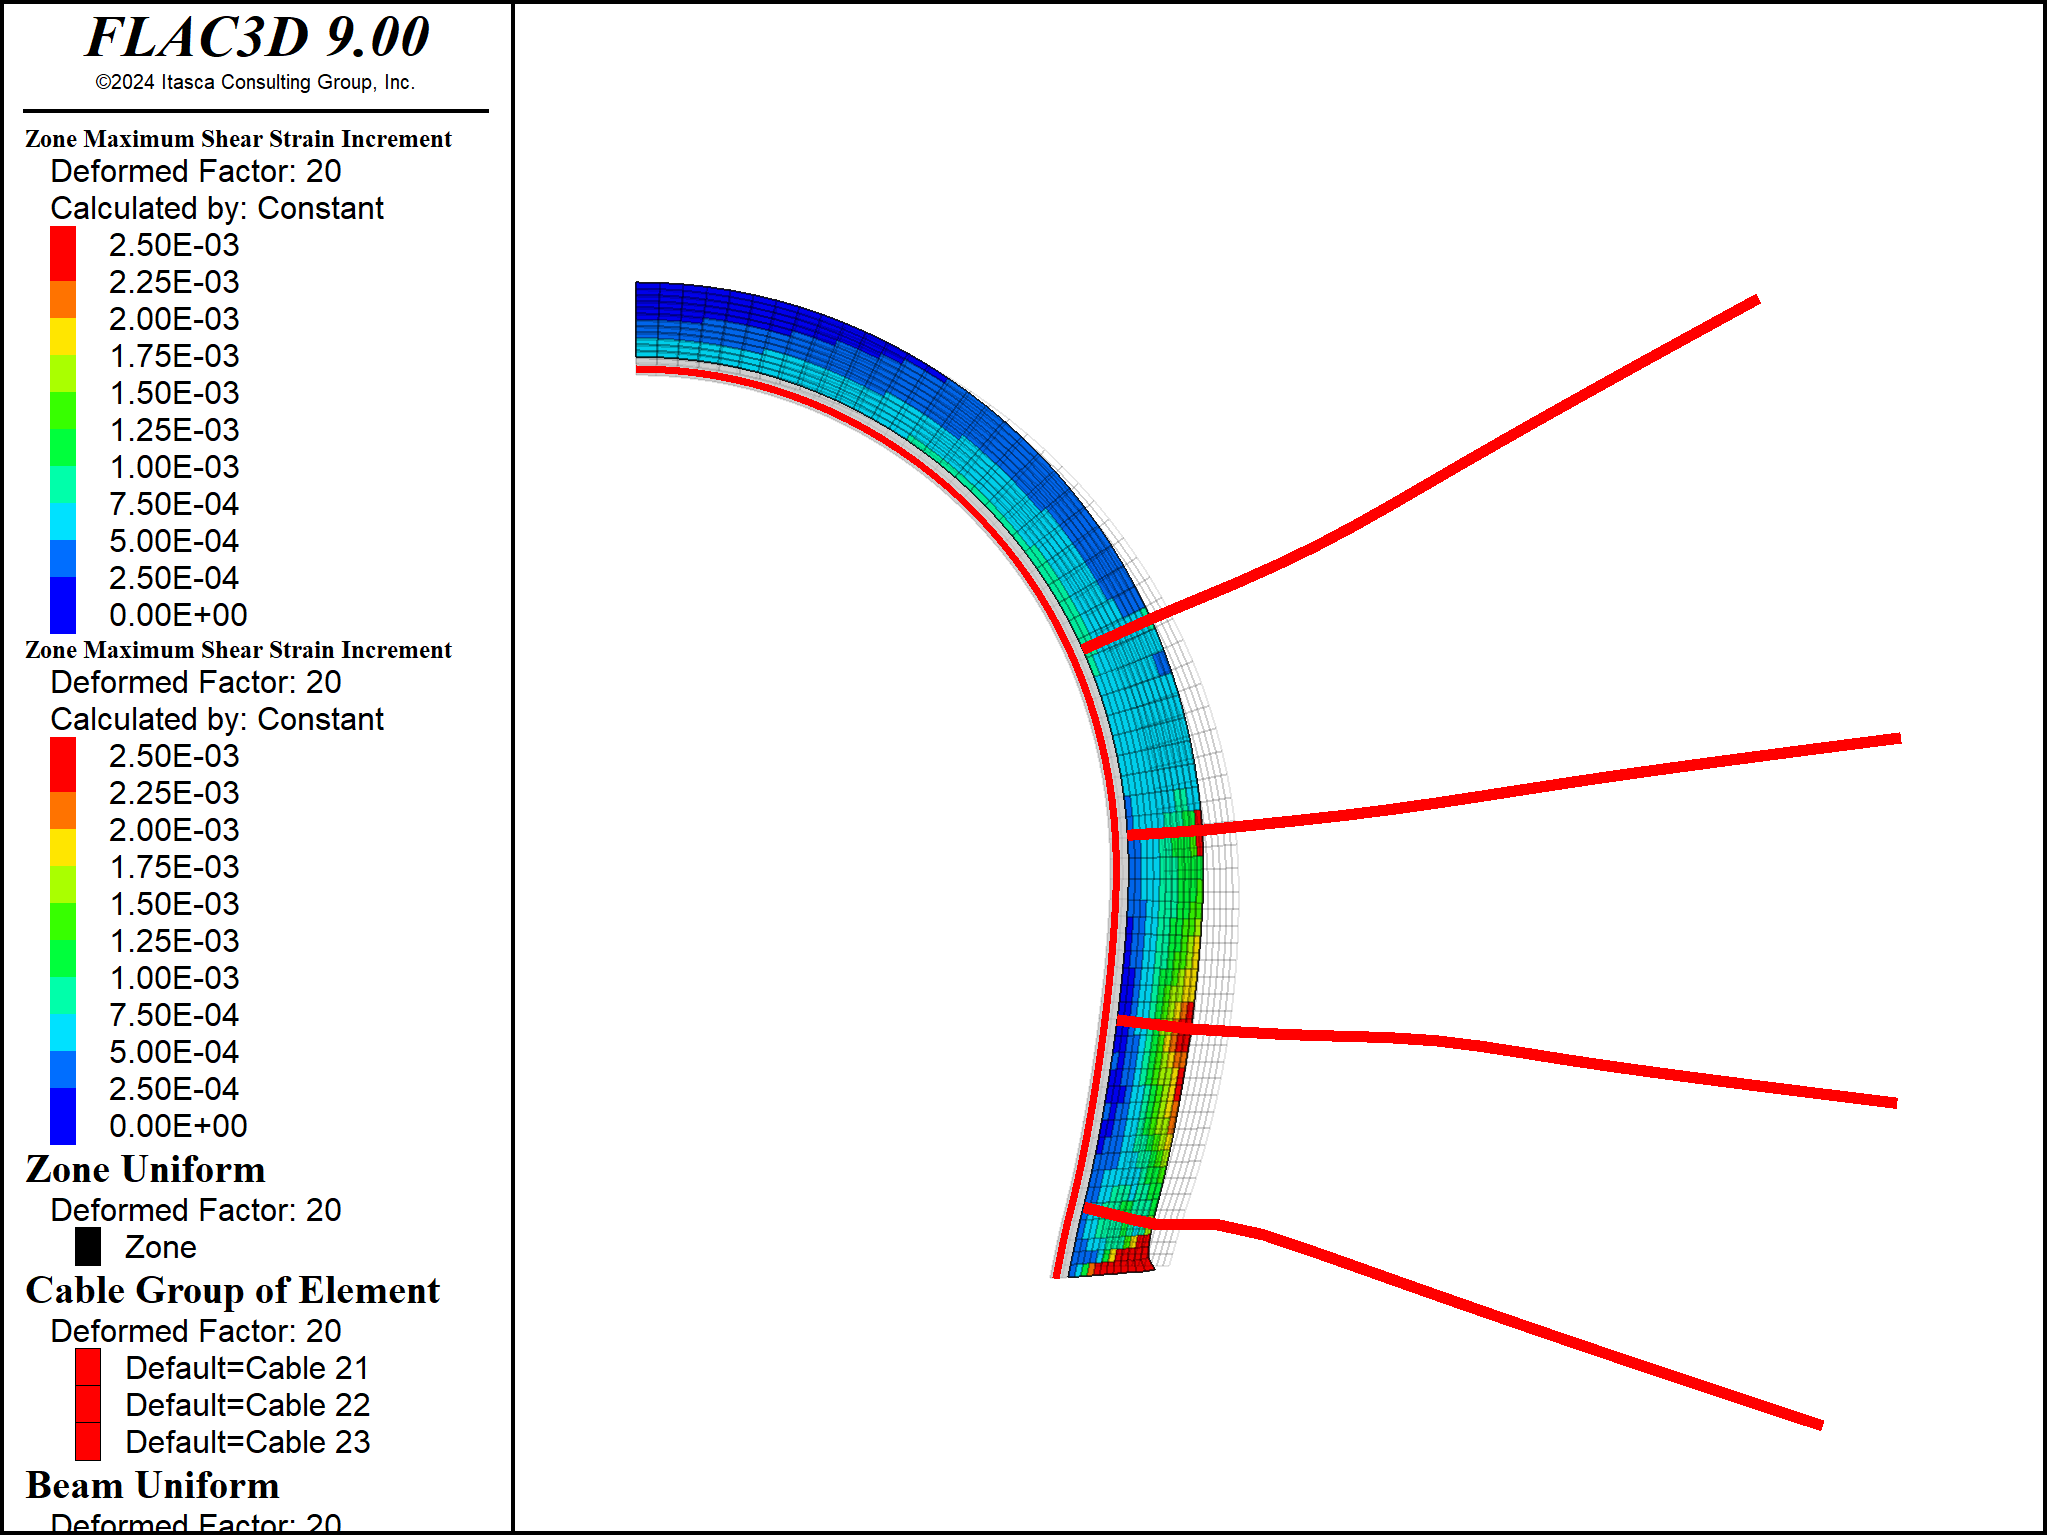 FLAC3D 9.00
©2024 Itasca Consulting Group, Inc.
Zone Maximum Shear Strain Increment
Deformed Factor: 20
Calculated by: Constant
2.50E-03
2.25E-03
2.00E-03
1.75E-03
1.50E-03
1.25E-03
1.00E-03
7.50E-04
5.00E-04
2.50E-04
0.00E+00
Zone Maximum Shear Strain Increment
Deformed Factor: 20
Calculated by: Constant
2.50E-03
2.25E-03
2.00E-03
1.75E-03
1.50E-03
1.25E-03
1.00E-03
7.50E-04
5.00E-04
2.50E-04
0.00E+00
Zone Uniform
Deformed Factor: 20
Zone
Cable Group of Element
Deformed Factor: 20
Default=Cable 21
Default=Cable 22
Default=Cable 23
Beam Uniform
Deformed Factor: 20